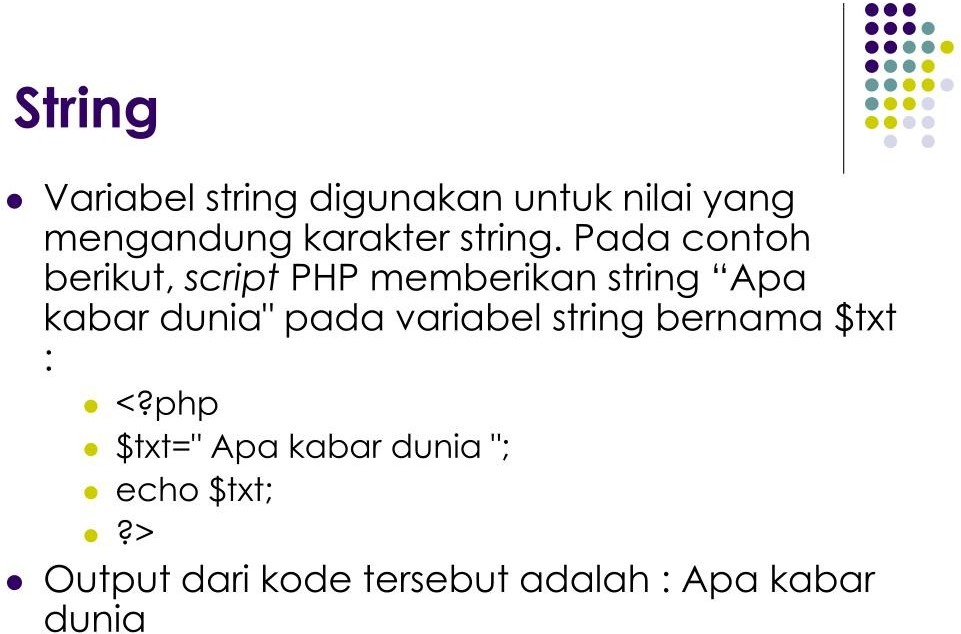 String
Variabel string digunakan untuk nilai yang
mengandung karakter string. Pada contoh
berikut, script PHP memberikan string “Apa
kabar dunia" pada variabel string bernama $txt
:
<?php
$txt=" Apa kabar dunia ";
echo $txt;
?>
Output dari kode tersebut adalah : Apa kabar
dunia